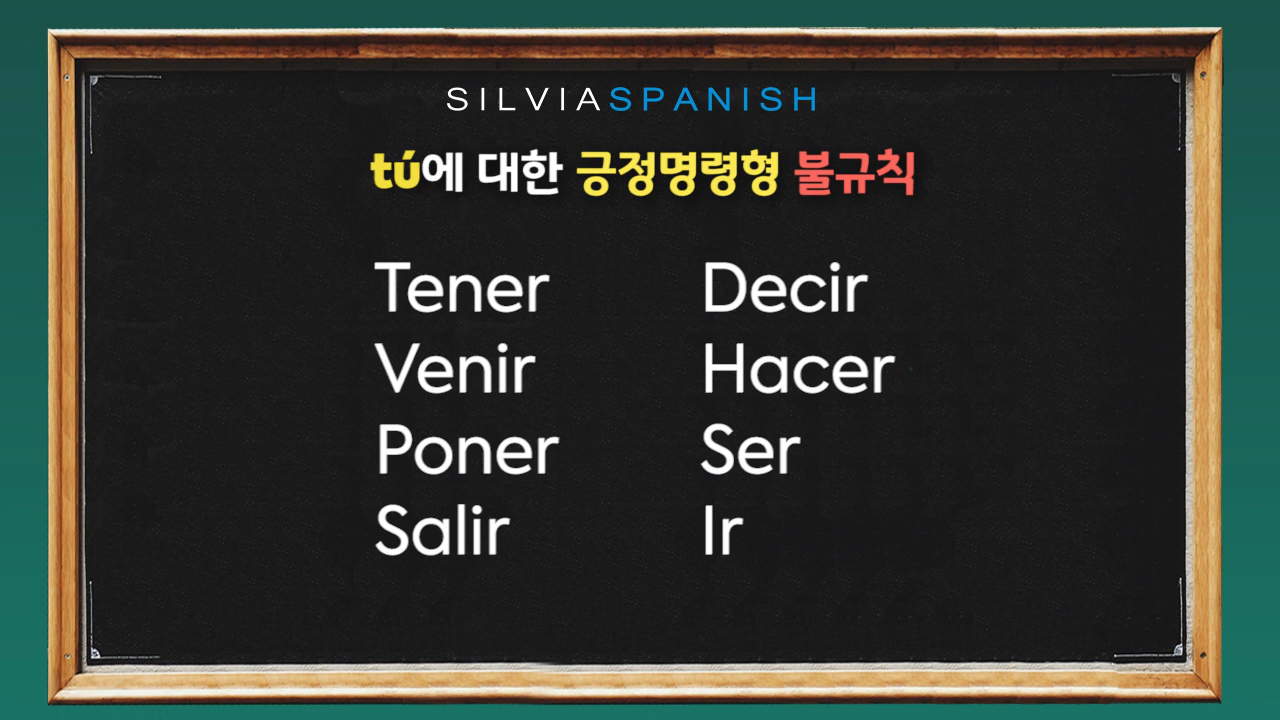 SILVIASPANISH
tú에 대한 긍정명령형 불규칙
Tener
Venir
Poner
Salir
Decir
Hacer
Ser
Ir